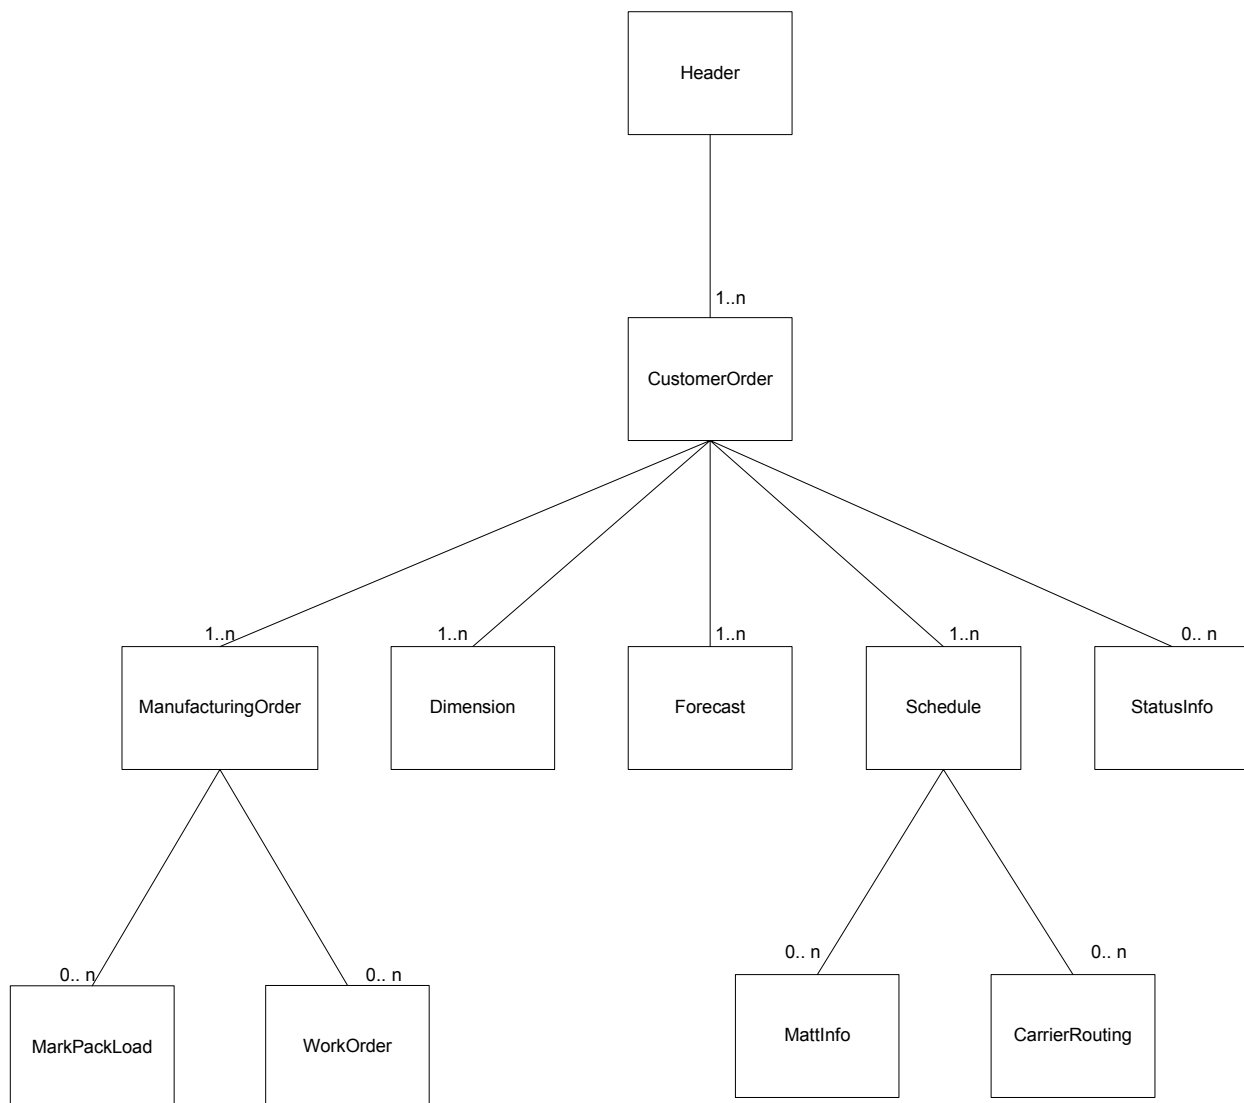 Header
1..n
CustomerOrder
1..n
1..n
1..n
1..n
0.. n
ManufacturingOrder
Dimension
Forecast
Schedule
StatusInfo
0.. n
0.. n
0.. n
0.. n
MarkPackLoad
WorkOrder
MattInfo
CarrierRouting